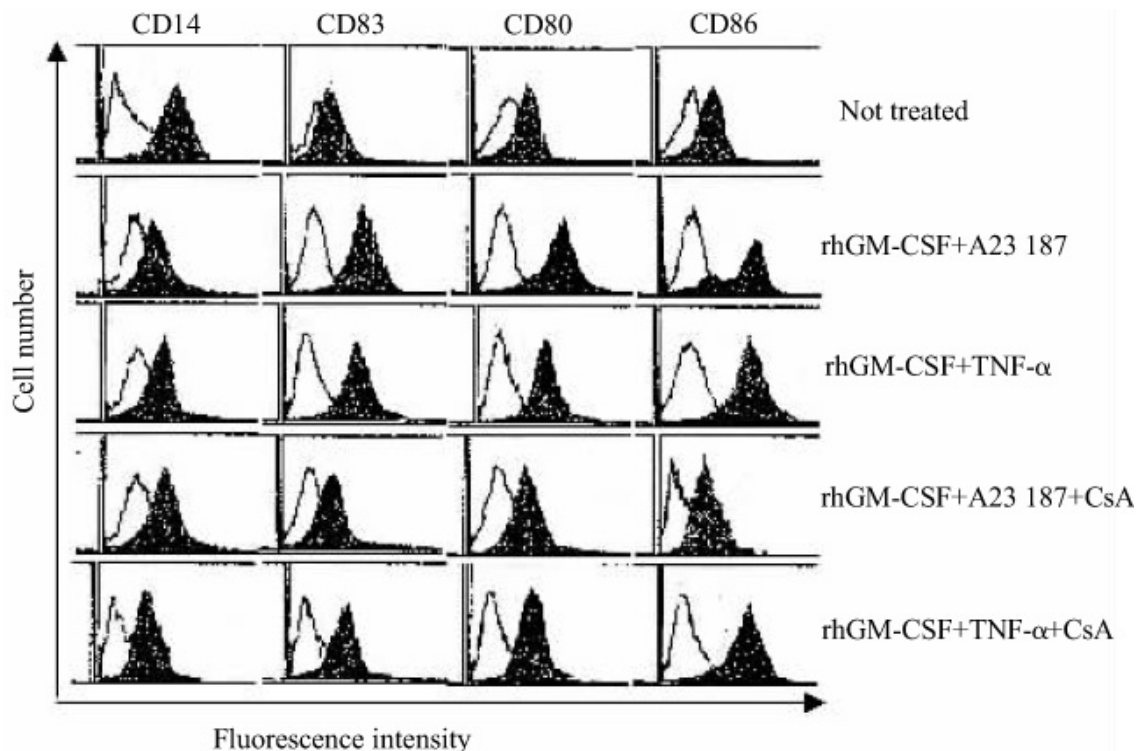 CD14 CD83 CD80 CD86
Not treated
rhGM-CSF+A23 187
rhGM-CSF+TNF-α
rhGM-CSF+A23 187+CsA
rhGM-CSF+TNF-α+CsA
Cell number
Fluorescence intensity